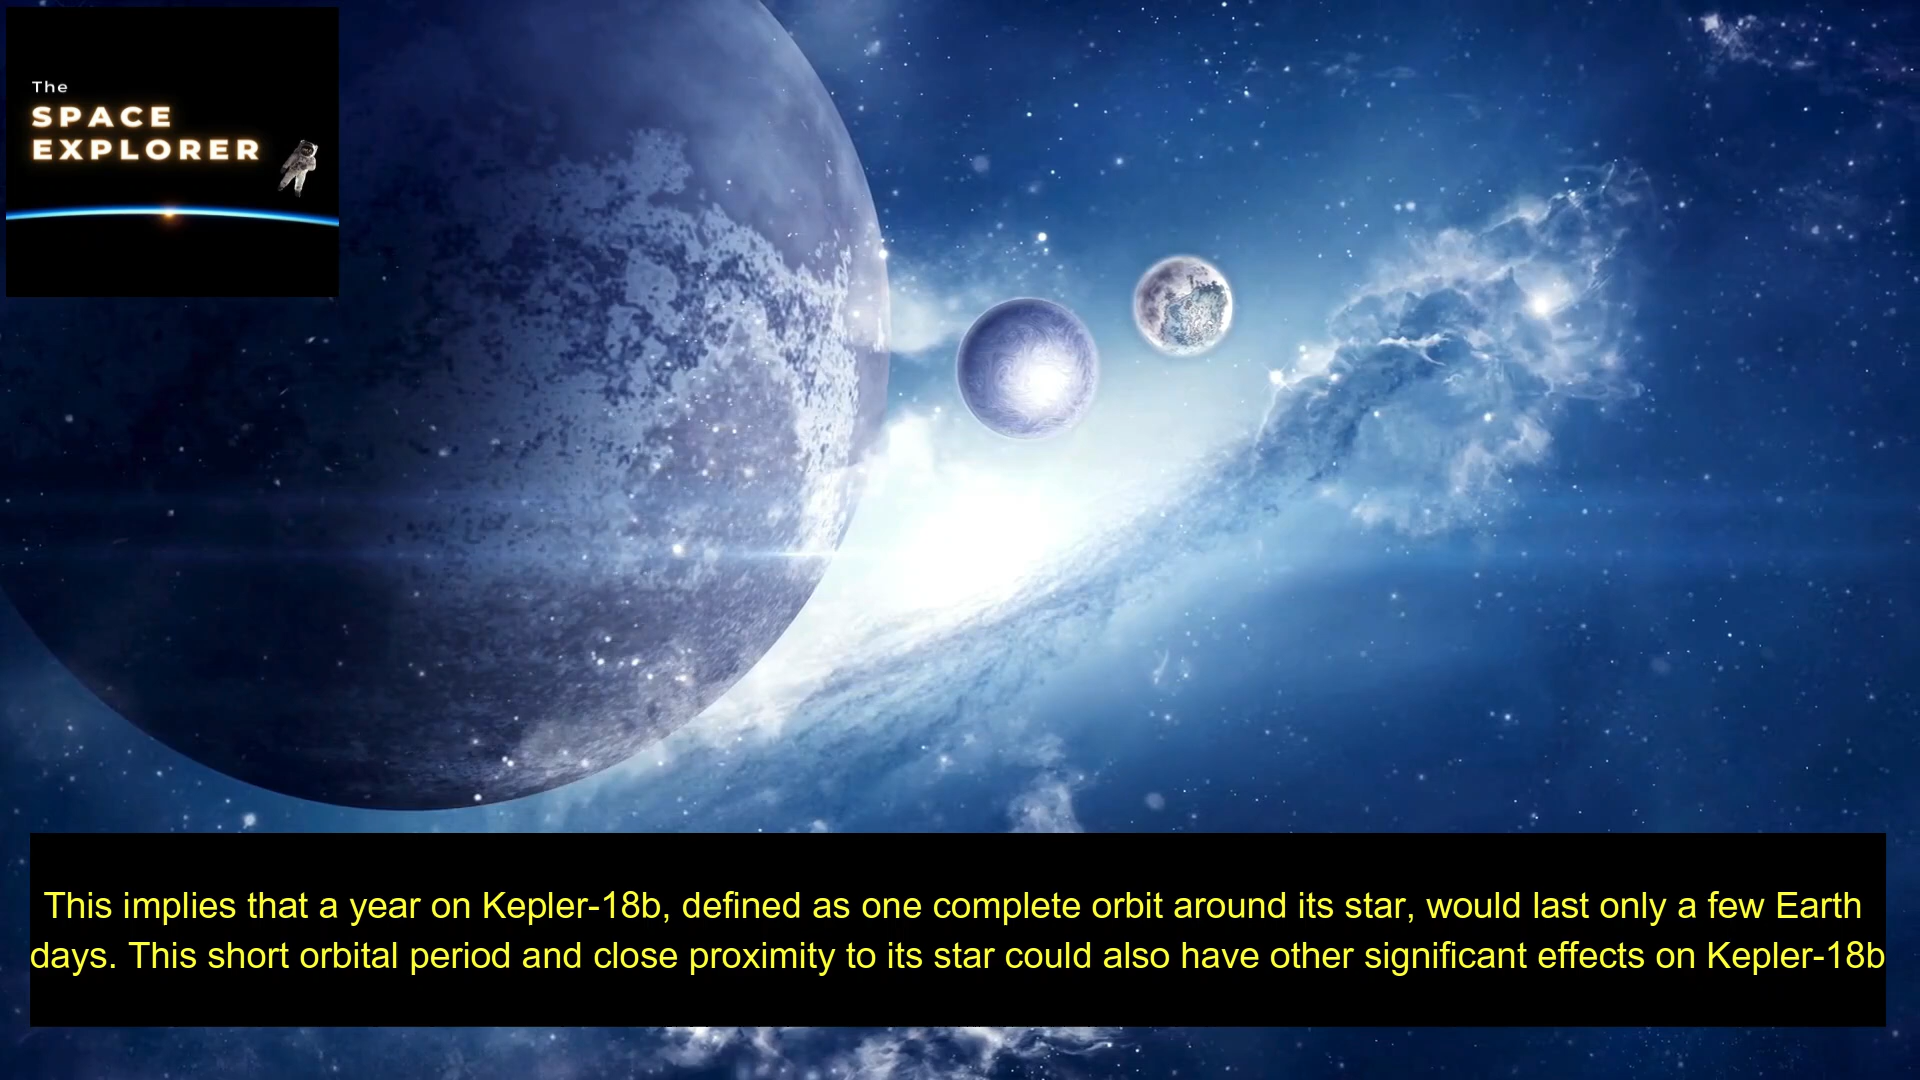 The
SPACE
EXPLORER
This implies that a year on Kepler-18b, defined as one complete orbit around its star, would last only a few Earth
days. This short orbital period and close proximity to its star could also have other significant effects on Kepler-18b